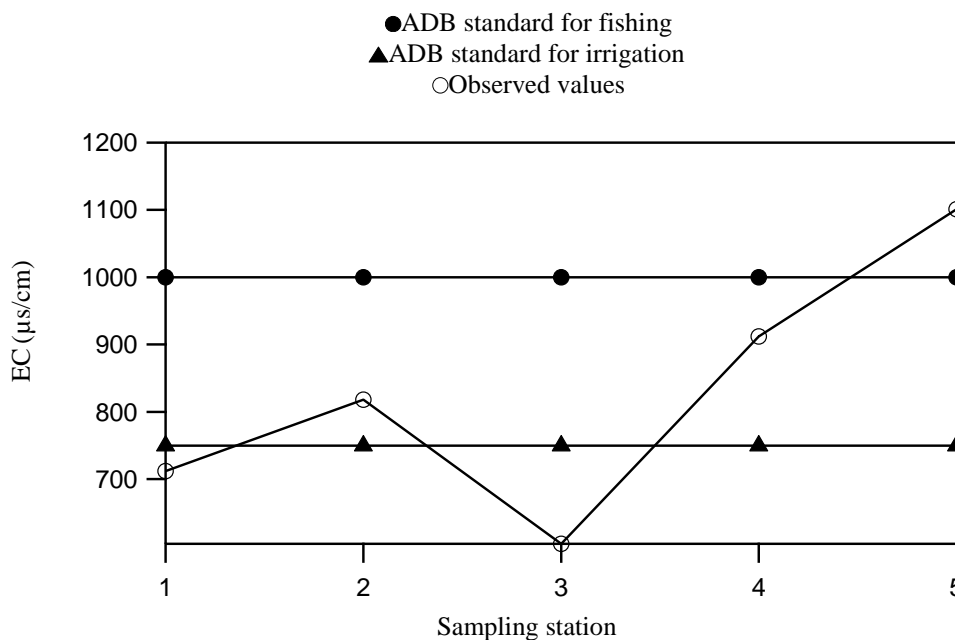 ●ADB standard for fishing
▲ADB standard for irrigation
○Observed values
1200
1100
1000
900
800
700
EC (µs/cm)
1 2 3 4 5
Sampling station